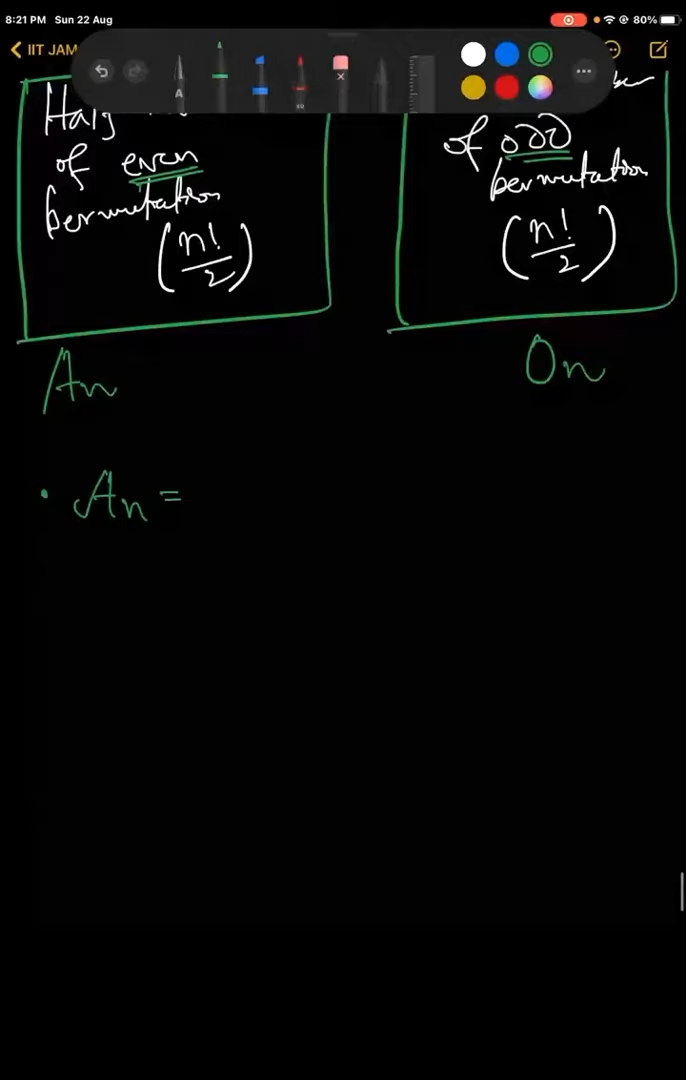 8:21 PM Sun 22 Aug
80%
IIT JAM
A
80
of even
permutation
(n!/2)
of odd
permutation
(n!/2)
An
On
· An =